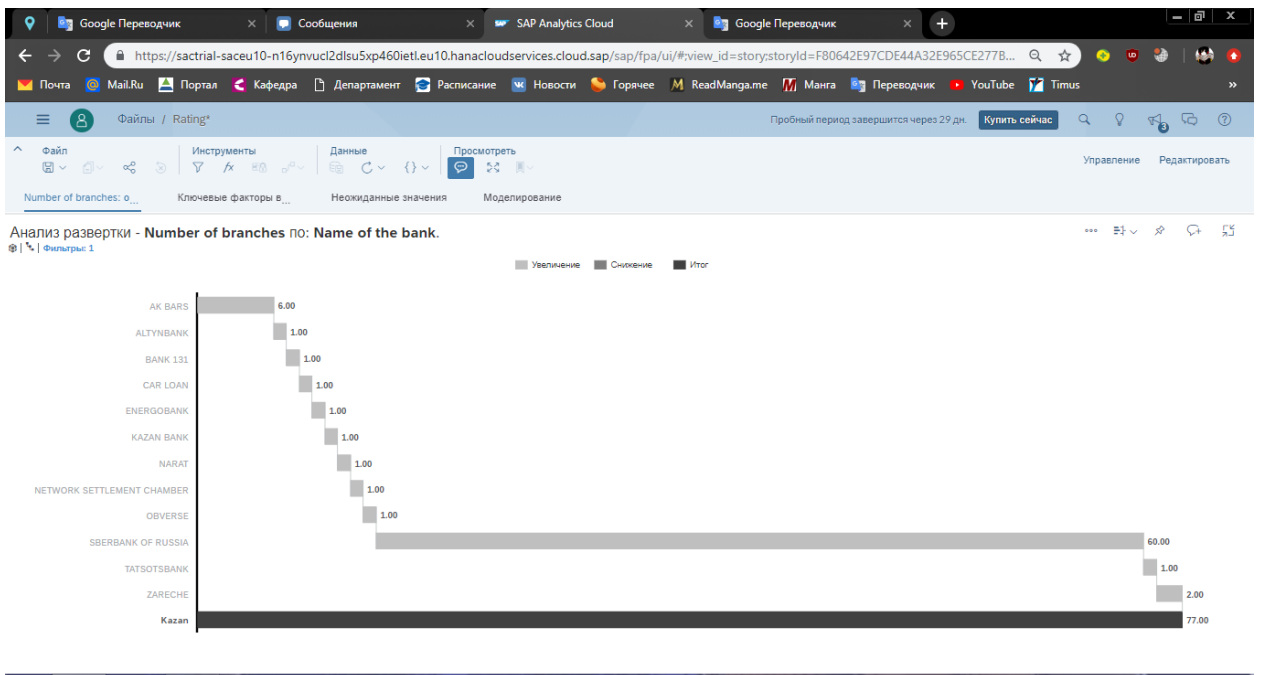 Google Переводчик
Сообщения
SAP Analytics Cloud
Google Переводчик
https://sactrial-saceu10-n16ynvucl2dlsu5xp460ietl.eu10.hanacloudservices.cloud.sap/sap/fpa/ui/#;view_id=story;storyId=F80642E97CDE44A32E965CE277B...
Почта Mail.Ru Портал Кафедра Департамент Расписание Новости Горячее ReadManga.me Манга Переводчик YouTube Timus »
Файлы / Rating*
Пробный период завершится через 29 дн. Купить сейчас 3
Файл Инструменты Данные Просмотреть
Управление Редактировать
Number of branches: о... Ключевые факторы в... Неожиданные значения Моделирование
Анализ развертки - Number of branches по: Name of the bank.
Фильтры: 1
Увеличение Снижение Итог
AK BARS 6.00
ALTYNBANK 1.00
BANK 131 1.00
CAR LOAN 1.00
ENERGOBANK 1.00
KAZAN BANK 1.00
NARAT 1.00
NETWORK SETTLEMENT CHAMBER 1.00
OBVERSE 1.00
SBERBANK OF RUSSIA 60.00
TATSOTSBANK 1.00
ZARECHE 2.00
Kazan 77.00